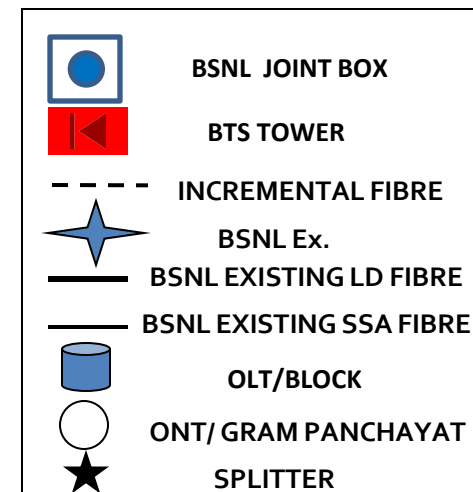 BSNL JOINT BOX
BTS TOWER
INCREMENTAL FIBRE
BSNL Ex.
BSNL EXISTING LD FIBRE
BSNL EXISTING SSA FIBRE
OLT/BLOCK
ONT/ GRAM PANCHAYAT
SPLITTER